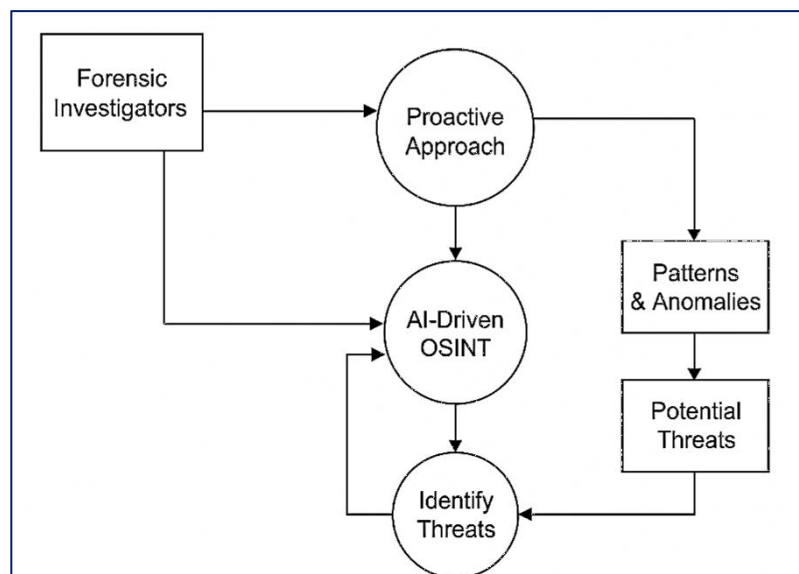 Forensic
Investigators
Proactive
Approach
AI-Driven
OSINT
Patterns
& Anomalies
Potential
Threats
Identify
Threats